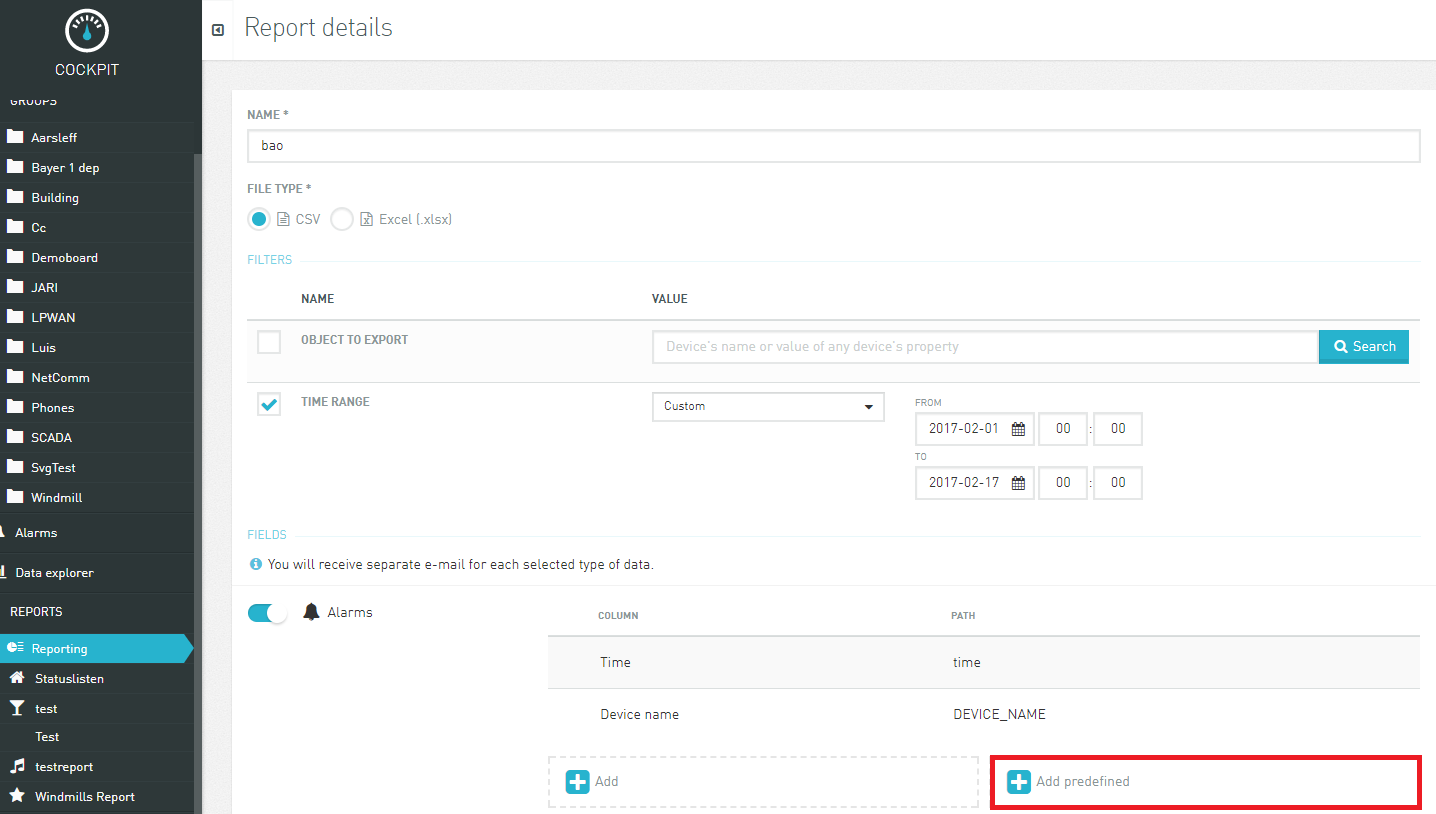 COCKPIT
GROUPS
Aarsleff
Bayer 1 dep
Building
Cc
Demoboard
JARI
LPWAN
Luis
NetComm
Phones
SCADA
SvgTest
Windmill
Alarms
Data explorer
REPORTS
Reporting
Statuslisten
test
Test
testreport
Windmills Report
Report details
NAME *
bao
FILE TYPE *
CSV Excel (.xlsx)
FILTERS
NAME VALUE
OBJECT TO EXPORT Device's name or value of any device's property Search
TIME RANGE Custom
FROM
2017-02-01 00 : 00
TO
2017-02-17 00 : 00
FIELDS
You will receive separate e-mail for each selected type of data.
Alarms
COLUMN PATH
Time time
Device name DEVICE_NAME
Add Add predefined